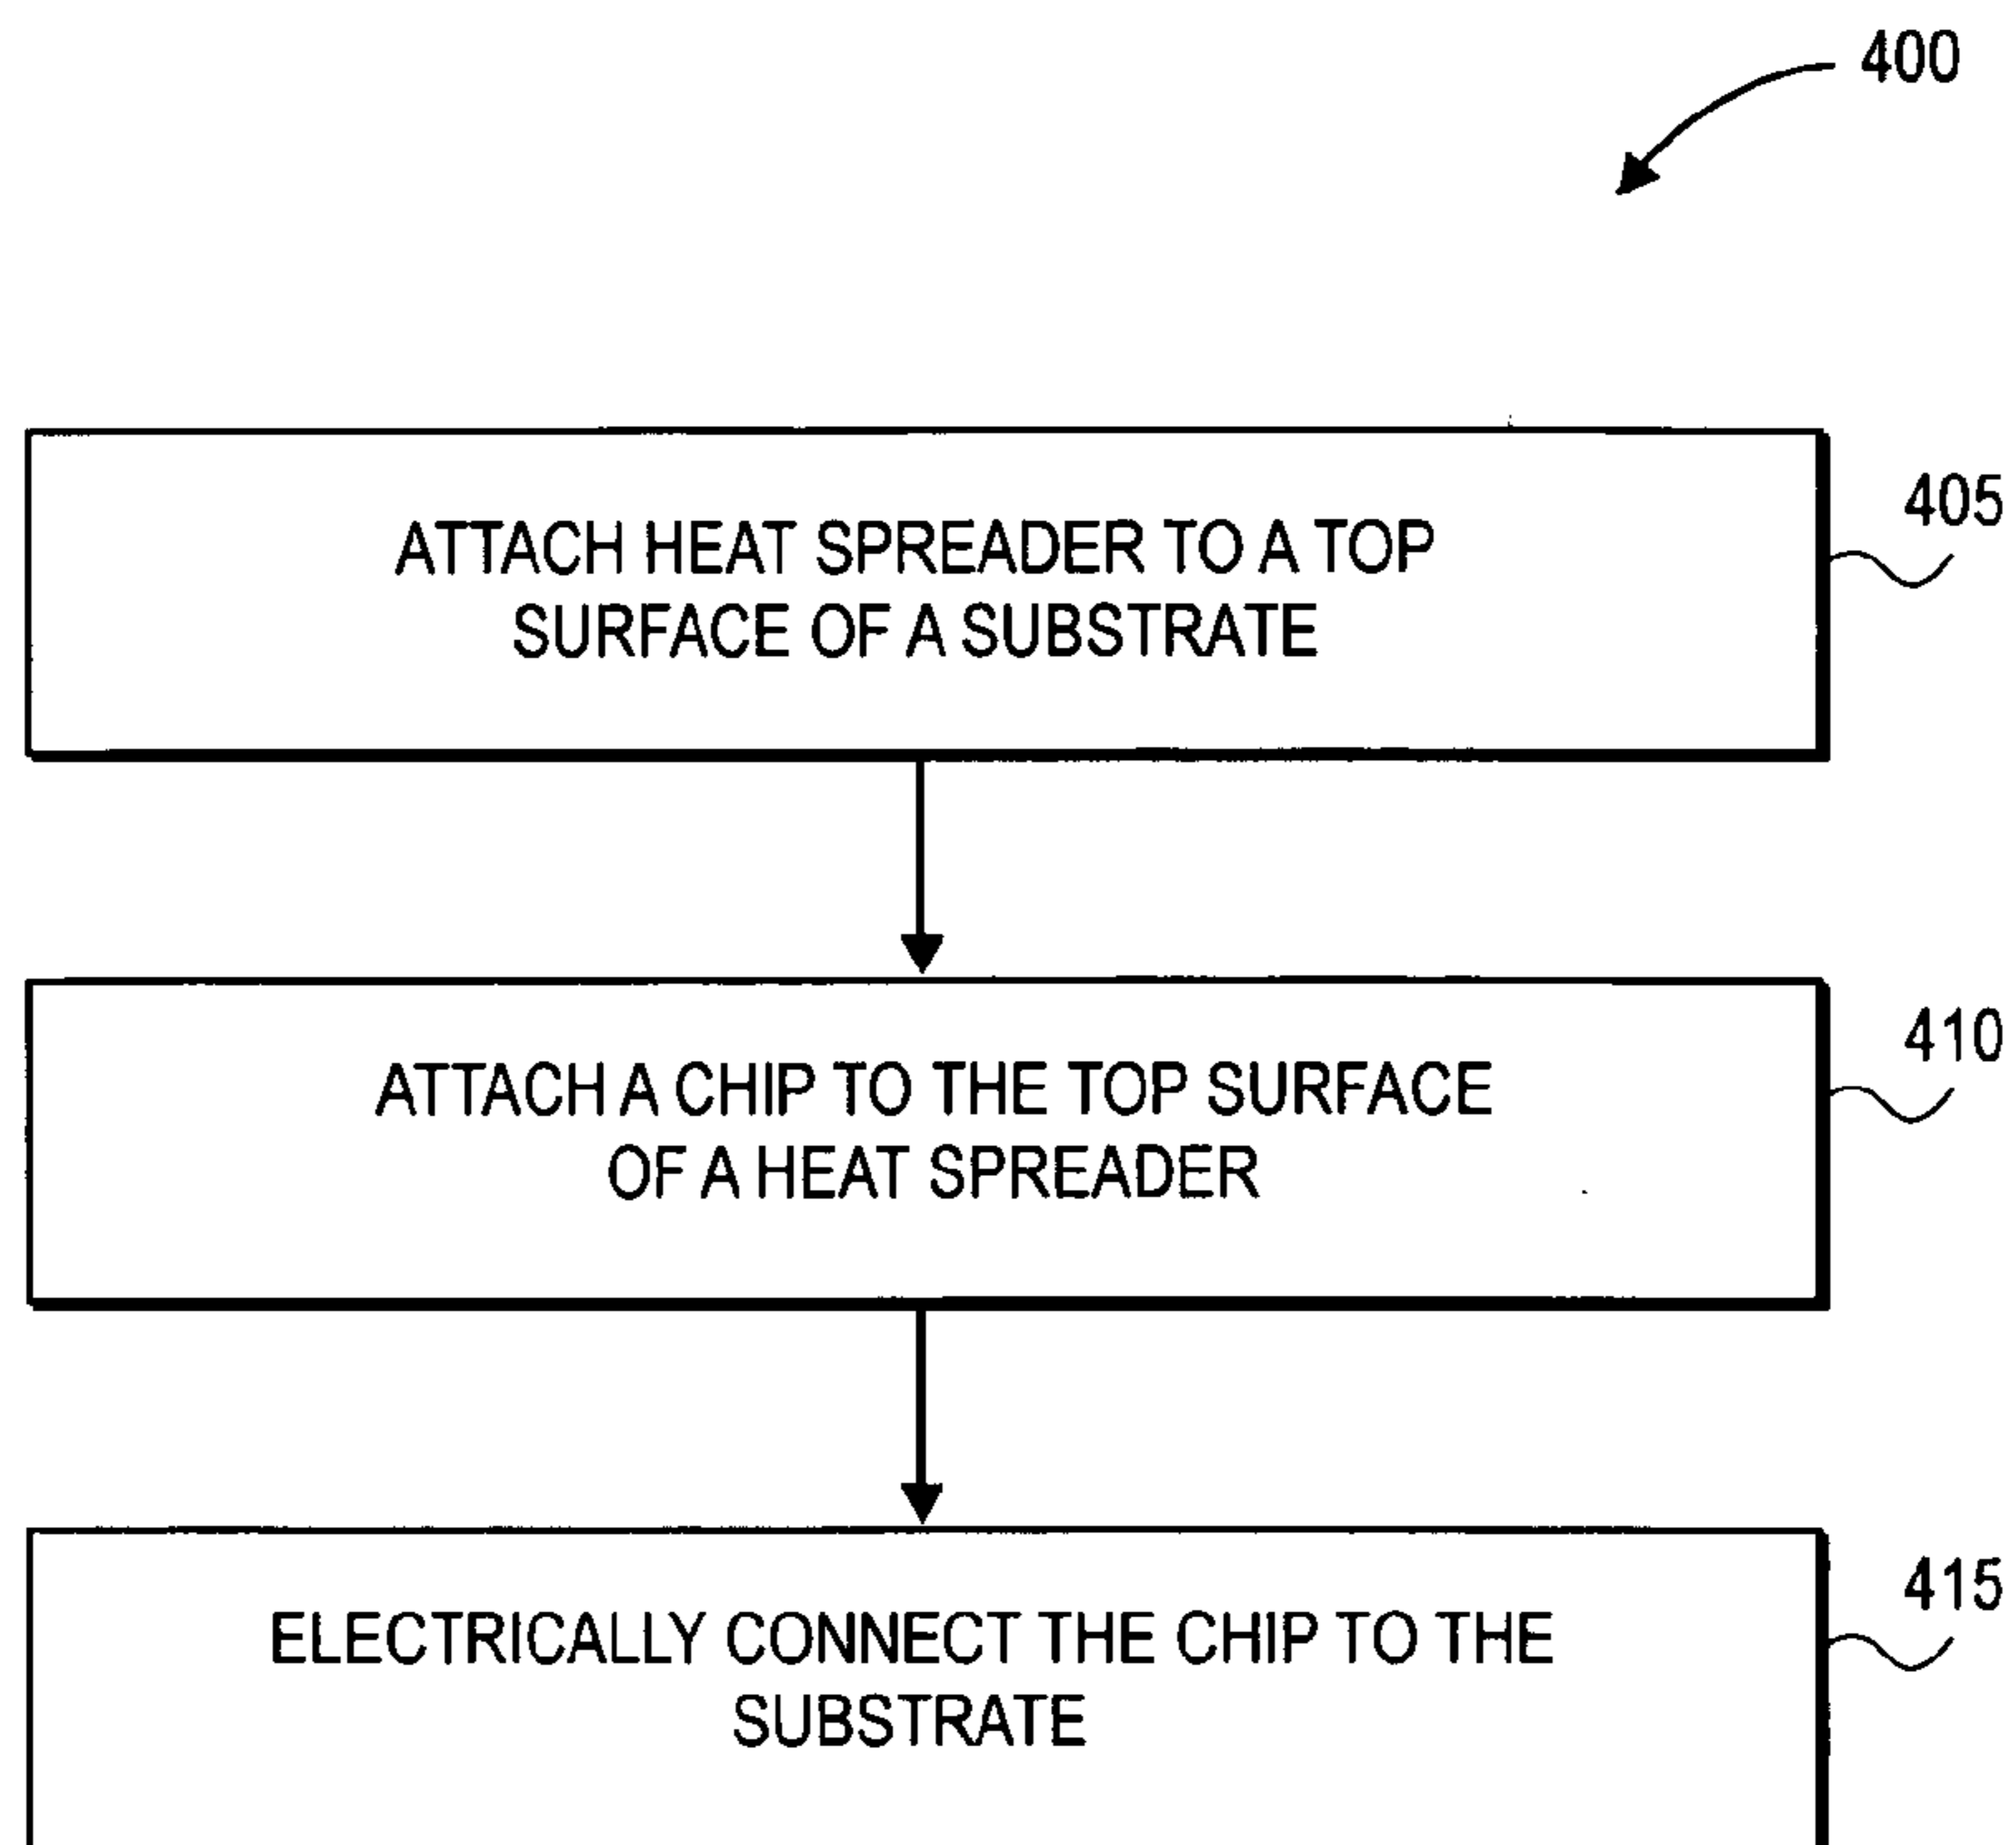 400
ATTACH HEAT SPREADER TO A TOP
SURFACE OF A SUBSTRATE
405
ATTACH A CHIP TO THE TOP SURFACE
OF A HEAT SPREADER
410
ELECTRICALLY CONNECT THE CHIP TO THE
SUBSTRATE
415